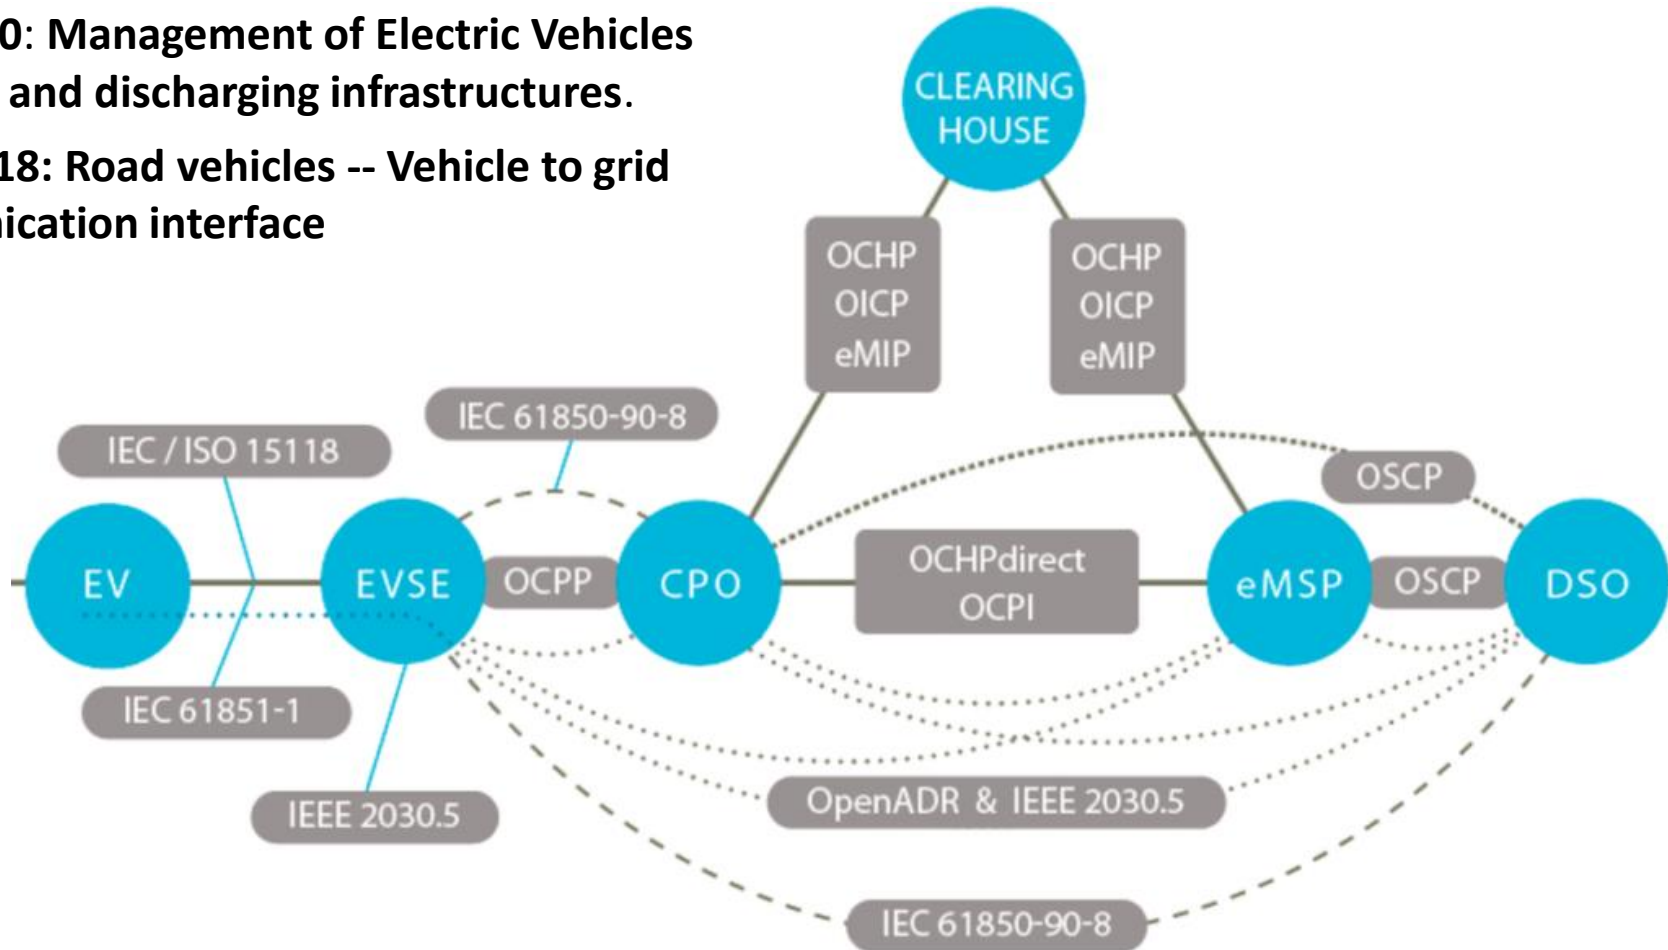 0: Management of Electric Vehicles
and discharging infrastructures.
18: Road vehicles -- Vehicle to grid
ication interface
CLEARING
HOUSE
OCHP
OICP
eMIP
OCHP
OICP
eMIP
IEC 61850-90-8
IEC / ISO 15118
OSCP
EV
EVSE
OCPP
CPO
OCHPdirect
OCPI
eMSP
OSCP
DSO
IEC 61851-1
IEEE 2030.5
OpenADR & IEEE 2030.5
IEC 61850-90-8